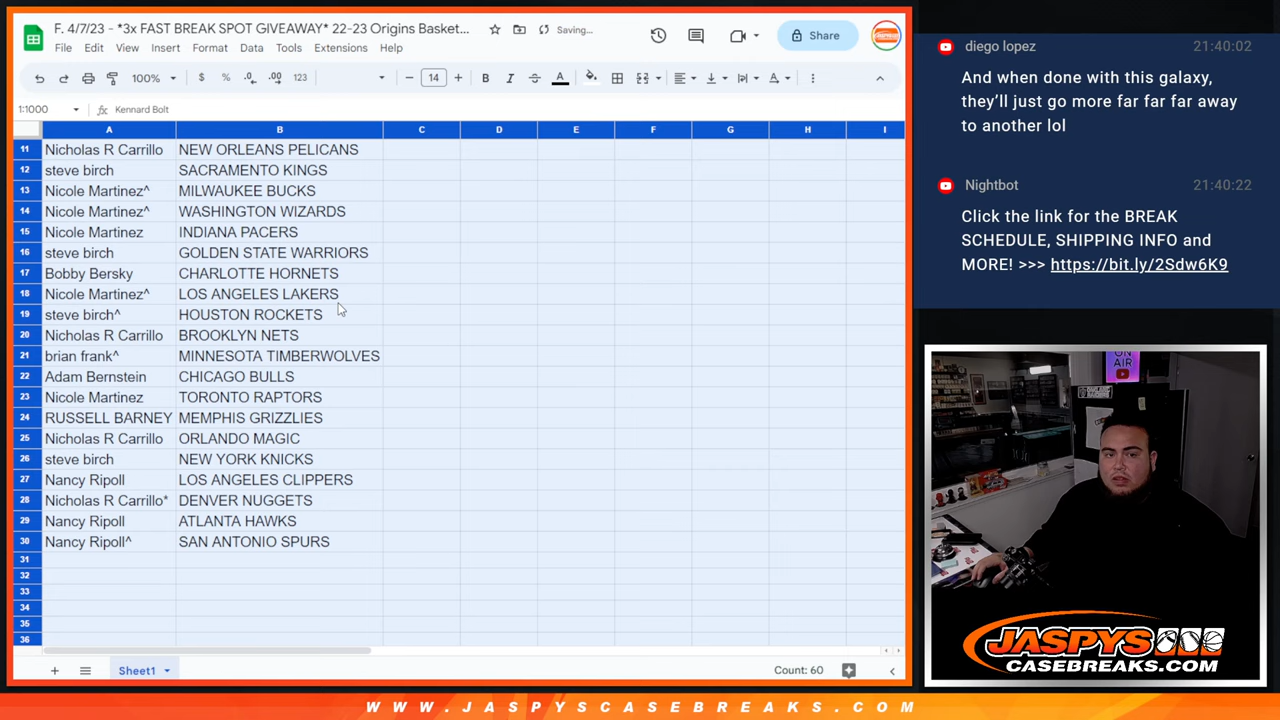 F. 4/7/23 - *3x FAST BREAK SPOT GIVEAWAY* 22-23 Origins Basket...
Saving...
Share
File Edit View Insert Format Data Tools Extensions Help
100% $ % .0 .00 123 14 B I S A
1:1000 fx Kennard Bolt
A B C D E F G H I
11 Nicholas R Carrillo NEW ORLEANS PELICANS
12 steve birch SACRAMENTO KINGS
13 Nicole Martinez^ MILWAUKEE BUCKS
14 Nicole Martinez^ WASHINGTON WIZARDS
15 Nicole Martinez INDIANA PACERS
16 steve birch GOLDEN STATE WARRIORS
17 Bobby Bersky CHARLOTTE HORNETS
18 Nicole Martinez^ LOS ANGELES LAKERS
19 steve birch^ HOUSTON ROCKETS
20 Nicholas R Carrillo BROOKLYN NETS
21 brian frank^ MINNESOTA TIMBERWOLVES
22 Adam Bernstein CHICAGO BULLS
23 Nicole Martinez TORONTO RAPTORS
24 RUSSELL BARNEY MEMPHIS GRIZZLIES
25 Nicholas R Carrillo ORLANDO MAGIC
26 steve birch NEW YORK KNICKS
27 Nancy Ripoll LOS ANGELES CLIPPERS
28 Nicholas R Carrillo* DENVER NUGGETS
29 Nancy Ripoll ATLANTA HAWKS
30 Nancy Ripoll^ SAN ANTONIO SPURS
31
32
33
34
35
36
Sheet1
Count: 60
diego lopez 21:40:02
And when done with this galaxy,
they'll just go more far far far away
to another lol
Nightbot 21:40:22
Click the link for the BREAK
SCHEDULE, SHIPPING INFO and
MORE! >>> https://bit.ly/2Sdw6K9
ON
AIR
JASPYS
CASEBREAKS.COM
WWW.JASPYSCASEBREAKS.COM